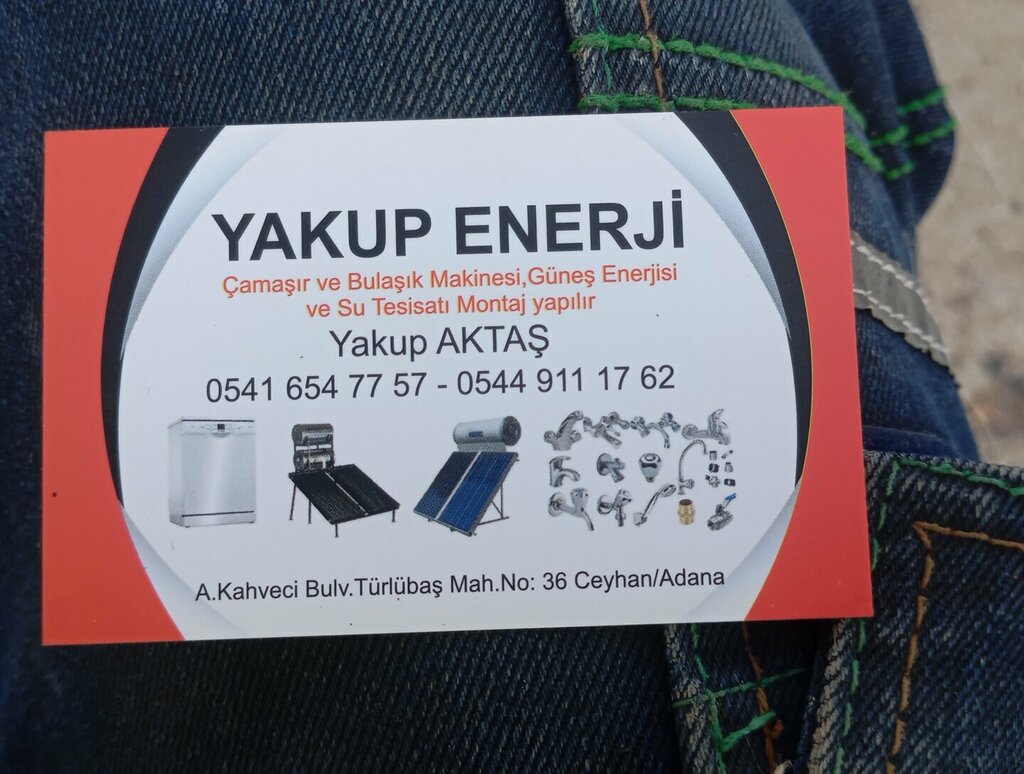 YAKUP ENERJİ
Çamaşır ve Bulaşık Makinesi,Güneş Enerjisi
ve Su Tesisatı Montaj yapılır
Yakup AKTAŞ
0541 654 77 57 - 0544 911 17 62
A.Kahveci Bulv.Türlübaş Mah.No: 36 Ceyhan/Adana